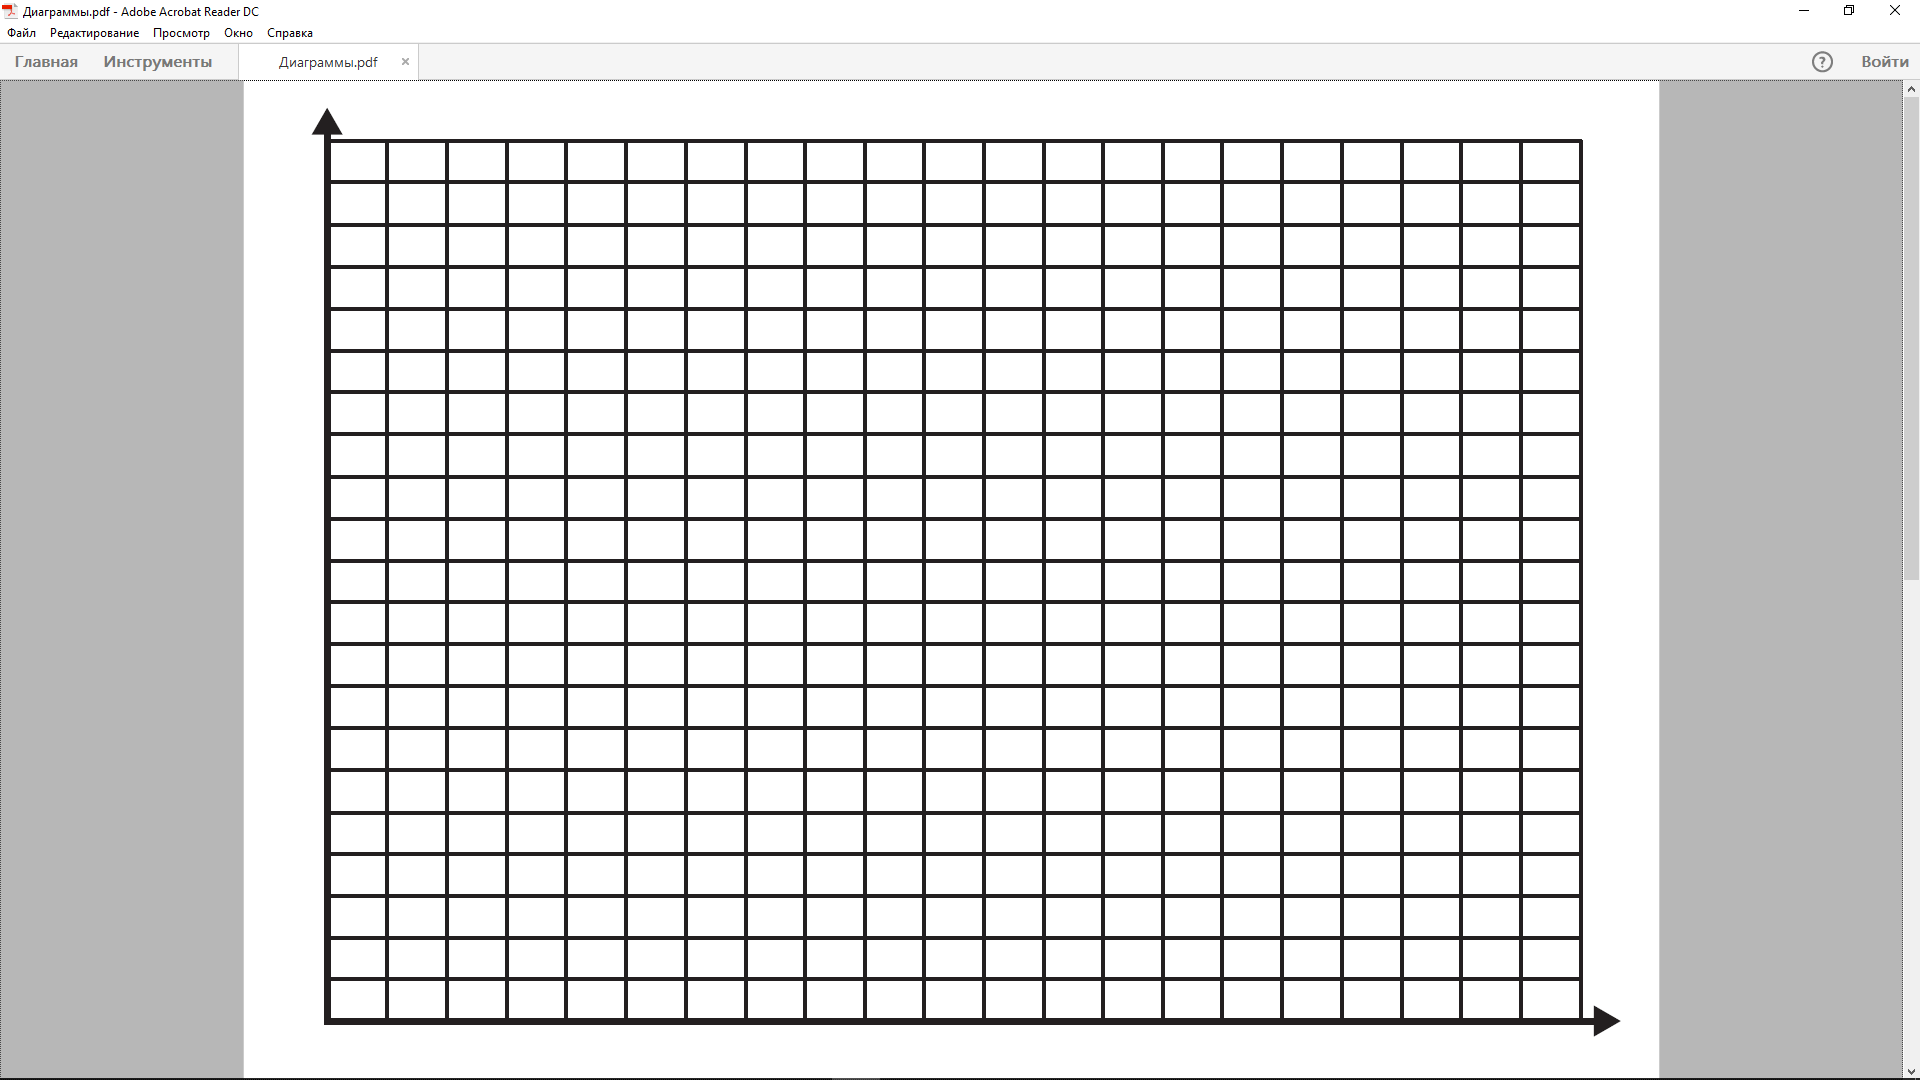 Диаграммы.pdf - Adobe Acrobat Reader DC
Файл Редактирование Просмотр Окно Справка
Главная Инструменты Диаграммы.pdf × ? Войти